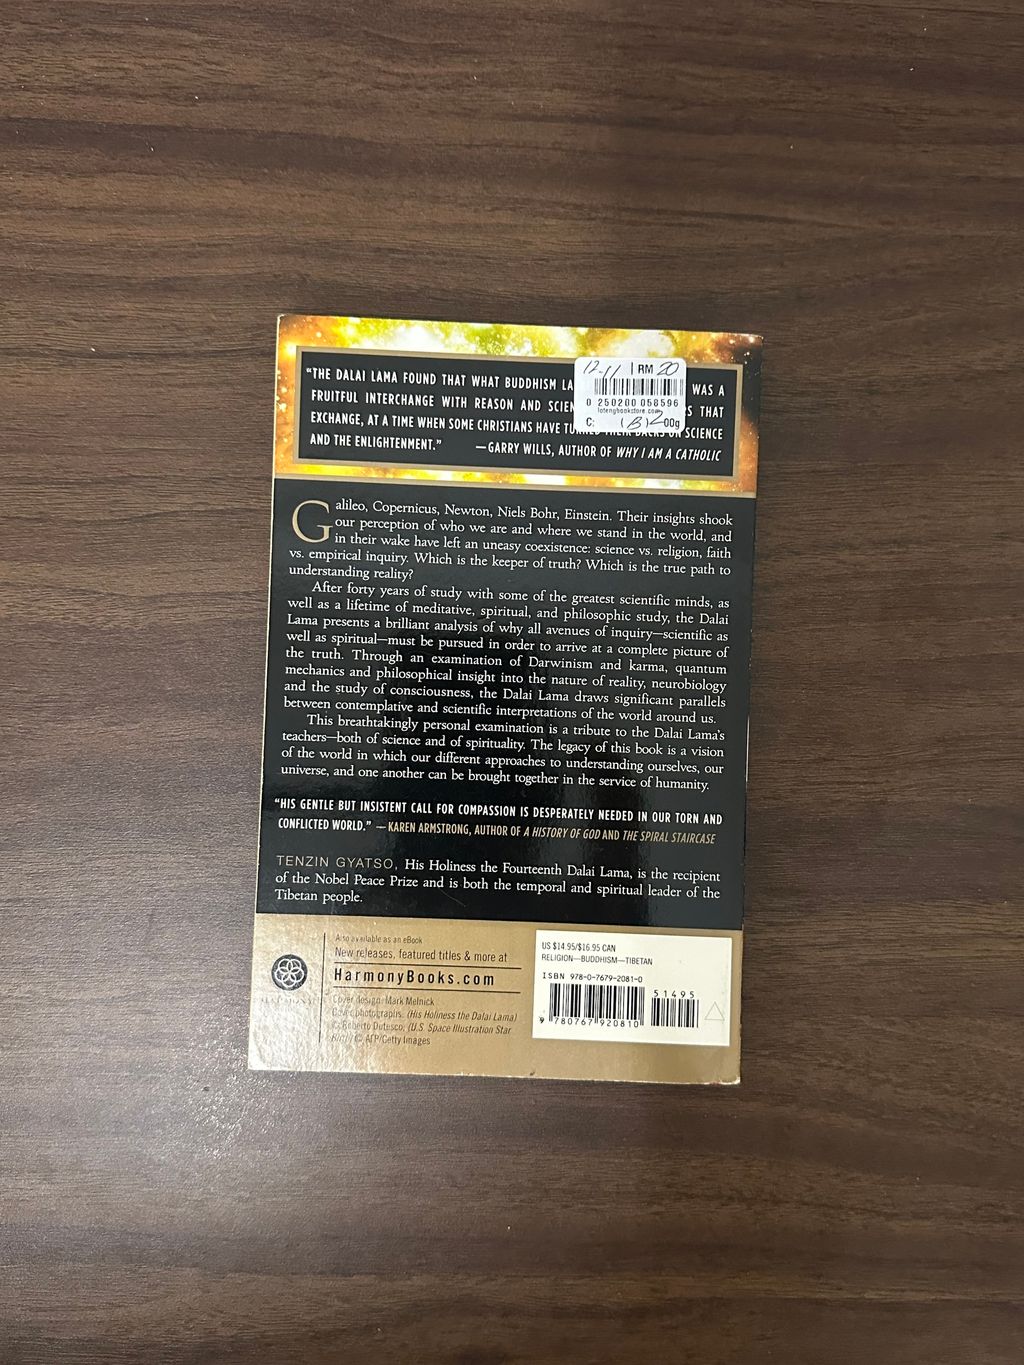 "THE DALAI LAMA FOUND THAT WHAT BUDDHISM WAS A
FRUITFUL INTERCHANGE WITH REASON AND THAT
EXCHANGE, AT A TIME WHEN SOME CHRISTIANS HAVE TURNED THEIR BACKS ON SCIENCE
AND THE ENLIGHTENMENT." —GARRY WILLS, AUTHOR OF WHY I AM A CATHOLIC
12-11 RM 20
0 250200 058596
latengbookstore.com
C: (B) 200g
Galileo, Copernicus, Newton, Niels Bohr, Einstein. Their insights shook
our perception of who we are and where we stand in the world, and
in their wake have left an uneasy coexistence: science vs. religion, faith
vs. empirical inquiry. Which is the keeper of truth? Which is the true path to
understanding reality?
After forty years of study with some of the greatest scientific minds, as
well as a lifetime of meditative, spiritual, and philosophic study, the Dalai
Lama presents a brilliant analysis of why all avenues of inquiry—scientific as
well as spiritual—must be pursued in order to arrive at a complete picture of
the truth. Through an examination of Darwinism and karma, quantum
mechanics and philosophical insight into the nature of reality, neurobiology
and the study of consciousness, the Dalai Lama draws significant parallels
between contemplative and scientific interpretations of the world around us.
This breathtakingly personal examination is a tribute to the Dalai Lama's
teachers—both of science and of spirituality. The legacy of this book is a vision
of the world in which our different approaches to understanding ourselves, our
universe, and one another can be brought together in the service of humanity.
"HIS GENTLE BUT INSISTENT CALL FOR COMPASSION IS DESPERATELY NEEDED IN OUR TORN AND
CONFLICTED WORLD." —KAREN ARMSTRONG, AUTHOR OF A HISTORY OF GOD AND THE SPIRAL STAIRCASE
TENZIN GYATSO, His Holiness the Fourteenth Dalai Lama, is the recipient
of the Nobel Peace Prize and is both the temporal and spiritual leader of the
Tibetan people.
Also available as an eBook
New releases, featured titles & more at
HarmonyBooks.com
Cover design: Mark Melnick
Cover photographs: (His Holiness the Dalai Lama)
© Roberto Dutesco; (U.S. Space Illustration Star
© AFP/Getty Images
US $14.95/$16.95 CAN
RELIGION—BUDDHISM—TIBETAN
ISBN 978-0-7679-2081-0
51495
9 780767 920810